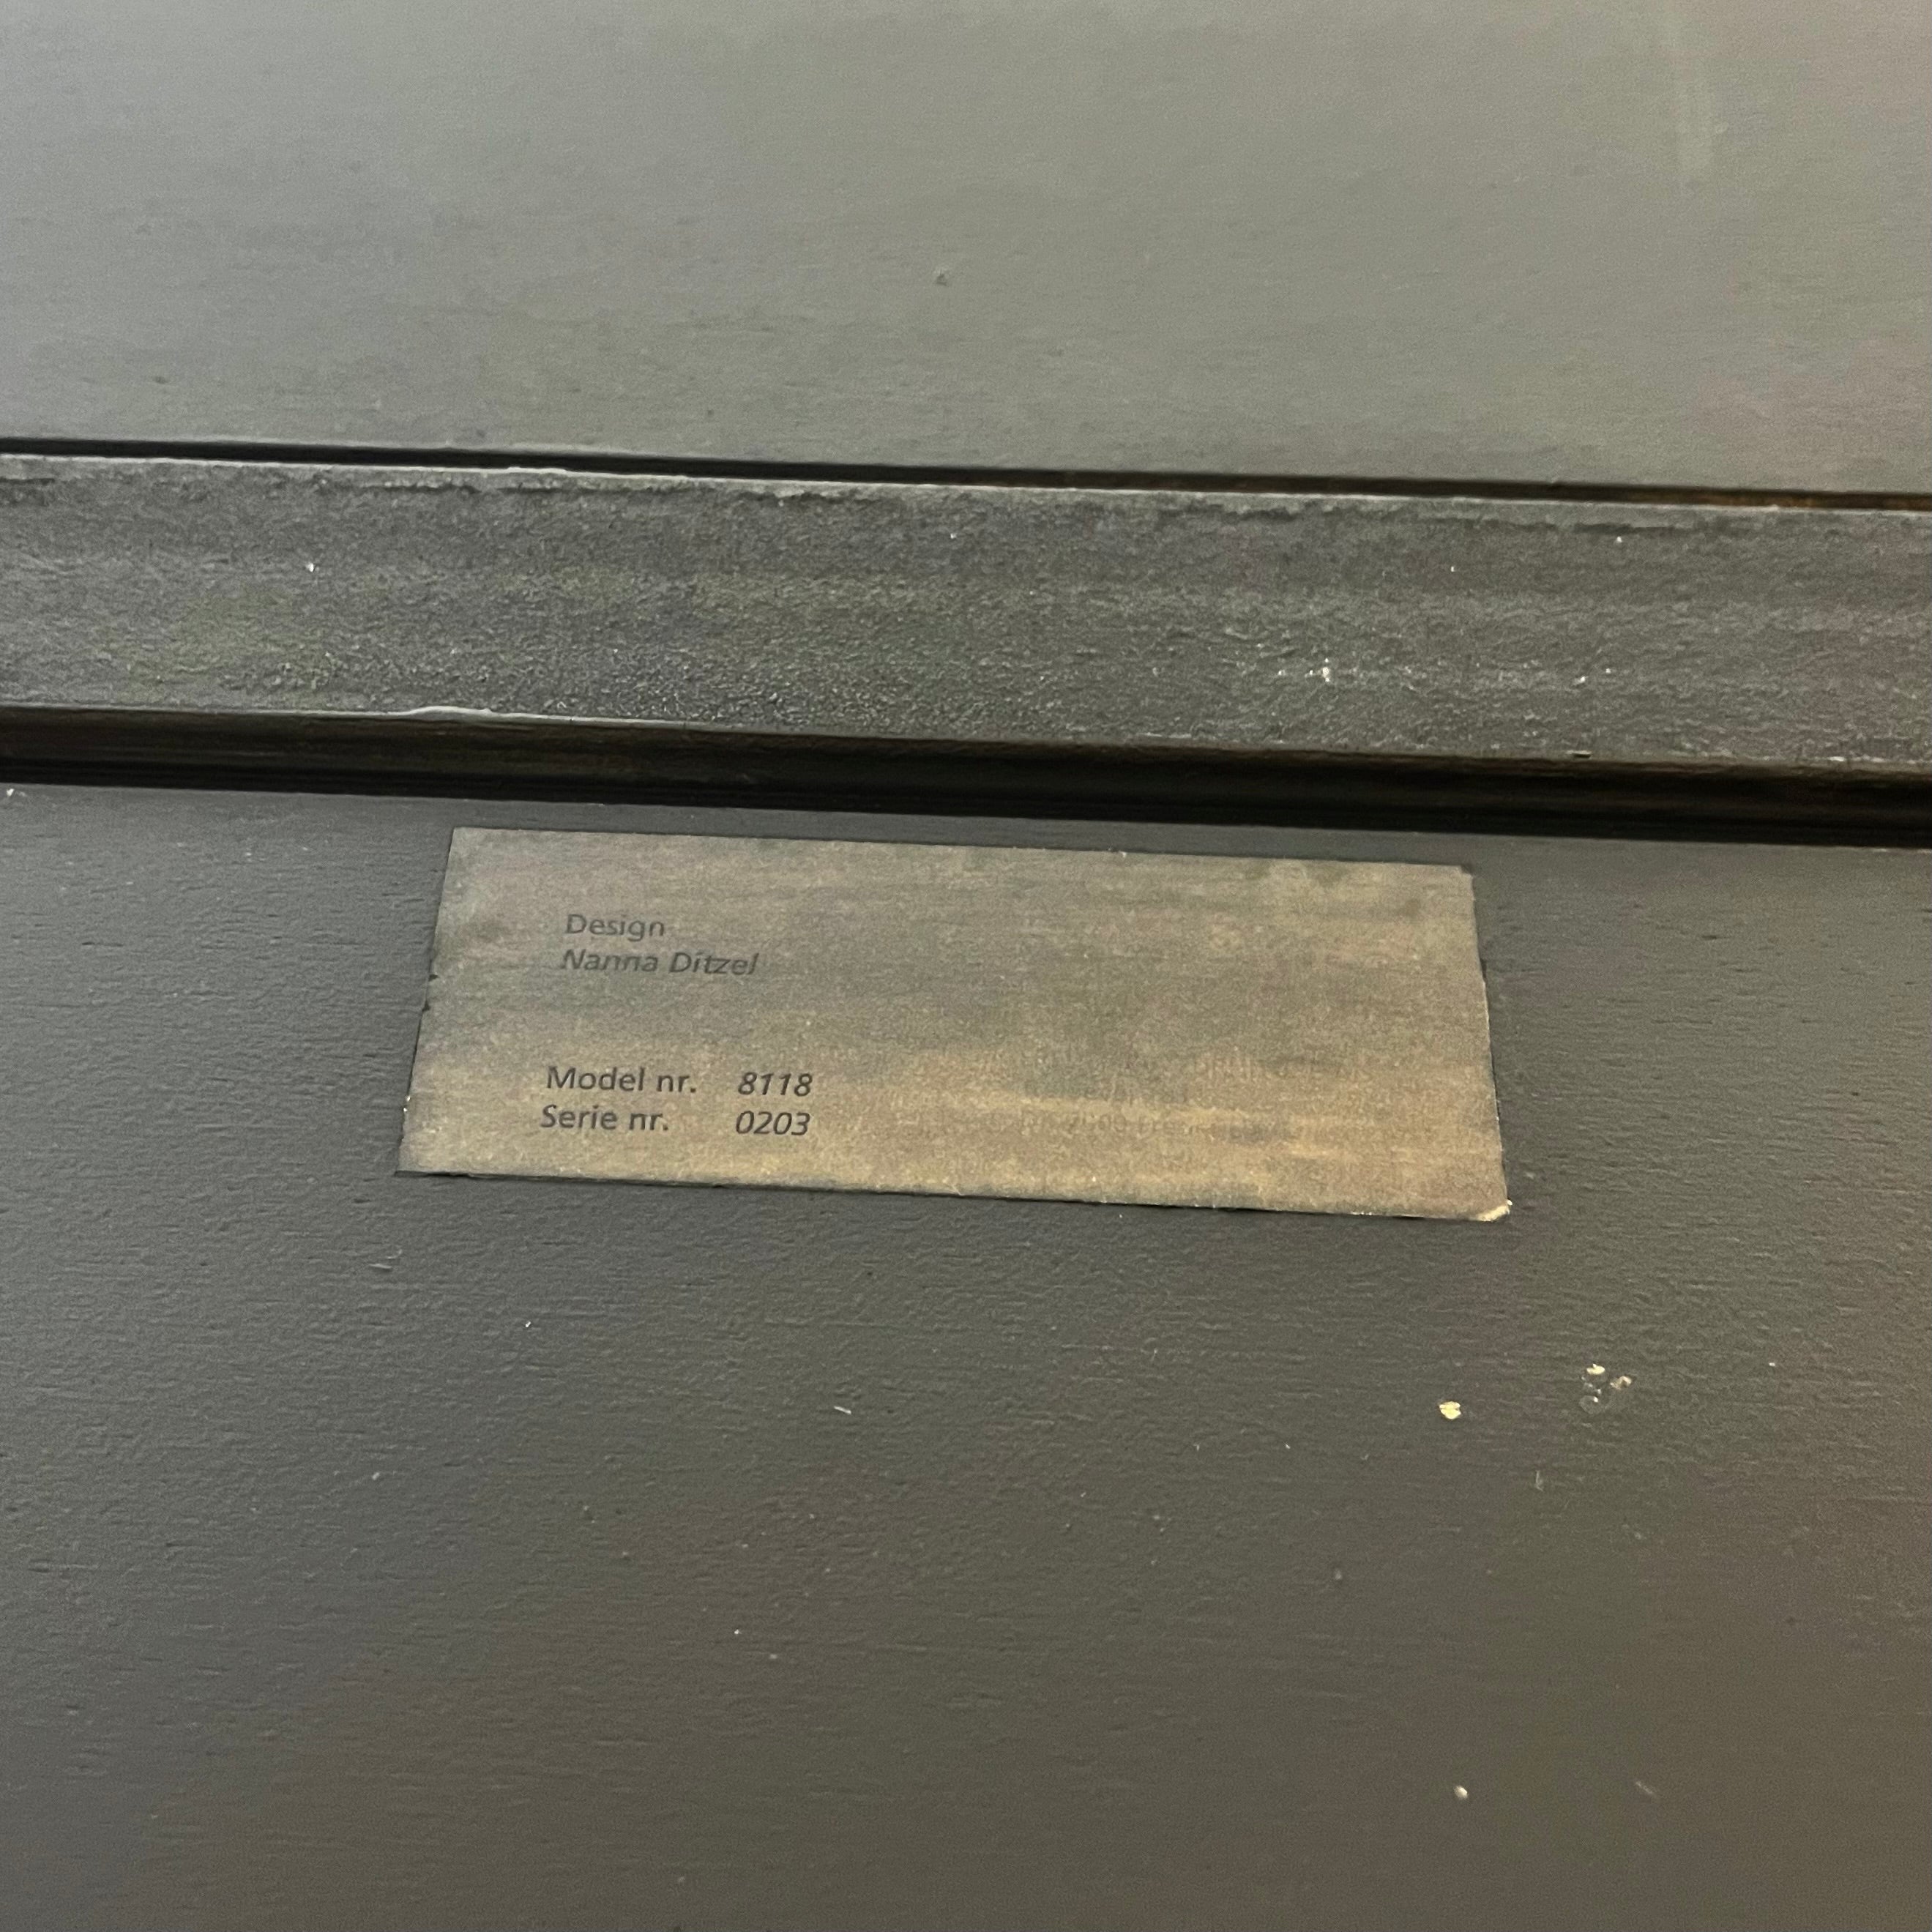 Design
Nanna Ditzel
Model nr. 8118
Serie nr. 0203